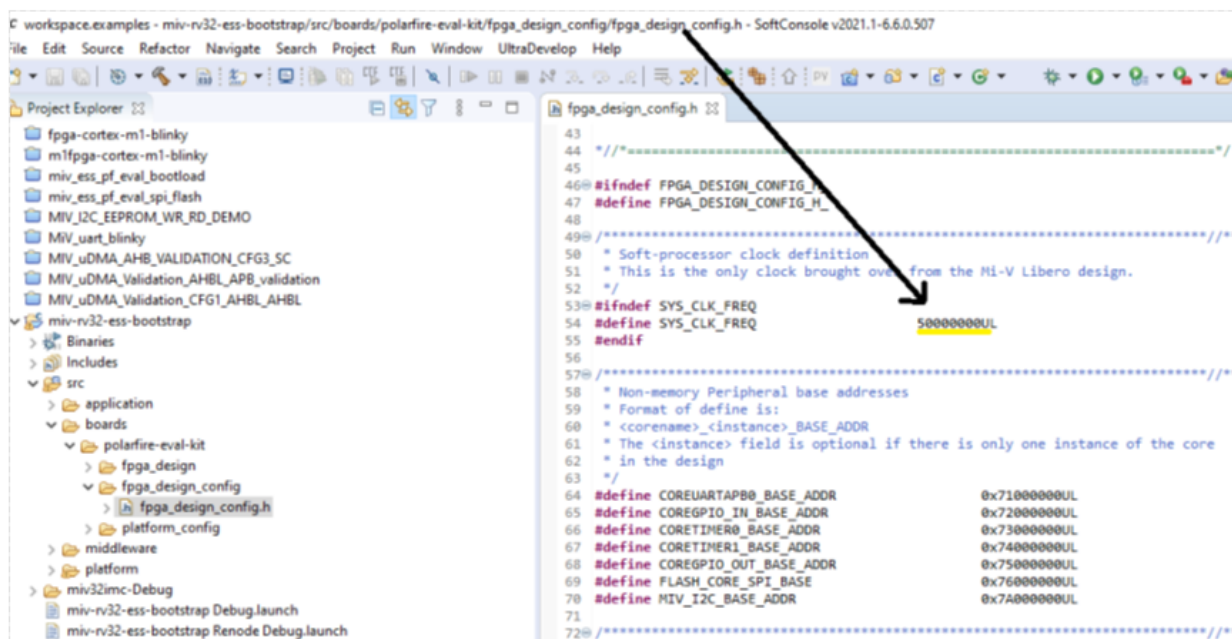 workspace.examples - miv-rv32-ess-bootstrap/src/boards/polarfire-eval-kit/fpga_design_config/fpga_design_config.h - SoftConsole v2021.1-6.6.0.507
File Edit Source Refactor Navigate Search Project Run Window UltraDevelop Help
Project Explorer
fpga-cortex-m1-blinky
m1fpga-cortex-m1-blinky
miv_ess_pf_eval_bootload
miv_ess_pf_eval_spi_flash
MIV_I2C_EEPROM_WR_RD_DEMO
MiV_uart_blinky
MIV_uDMA_AHB_VALIDATION_CFG3_SC
MIV_uDMA_Validation_AHBL_APB_validation
MIV_uDMA_Validation_CFG1_AHBL_AHBL
miv-rv32-ess-bootstrap
Binaries
Includes
src
application
boards
polarfire-eval-kit
fpga_design
fpga_design_config
fpga_design_config.h
platform_config
middleware
platform
miv32imc-Debug
miv-rv32-ess-bootstrap Debug.launch
miv-rv32-ess-bootstrap Renode Debug.launch
fpga_design_config.h
43
44 *//*=========================================================================*/
45
46 #ifndef FPGA_DESIGN_CONFIG_H_
47 #define FPGA_DESIGN_CONFIG_H_
48
49 /***************************************************************************//**
50 * Soft-processor clock definition
51 * This is the only clock brought over from the Mi-V Libero design.
52 */
53 #ifndef SYS_CLK_FREQ
54 #define SYS_CLK_FREQ 50000000UL
55 #endif
56
57 /***************************************************************************//**
58 * Non-memory Peripheral base addresses
59 * Format of define is:
60 * <corename>_<instance>_BASE_ADDR
61 * The <instance> field is optional if there is only one instance of the core
62 * in the design
63 */
64 #define COREUARTAPB0_BASE_ADDR 0x71000000UL
65 #define COREGPIO_IN_BASE_ADDR 0x72000000UL
66 #define CORETIMER0_BASE_ADDR 0x73000000UL
67 #define CORETIMER1_BASE_ADDR 0x74000000UL
68 #define COREGPIO_OUT_BASE_ADDR 0x75000000UL
69 #define FLASH_CORE_SPI_BASE 0x76000000UL
70 #define MIV_I2C_BASE_ADDR 0x7A000000UL
71
72 /***************************************************************************//**